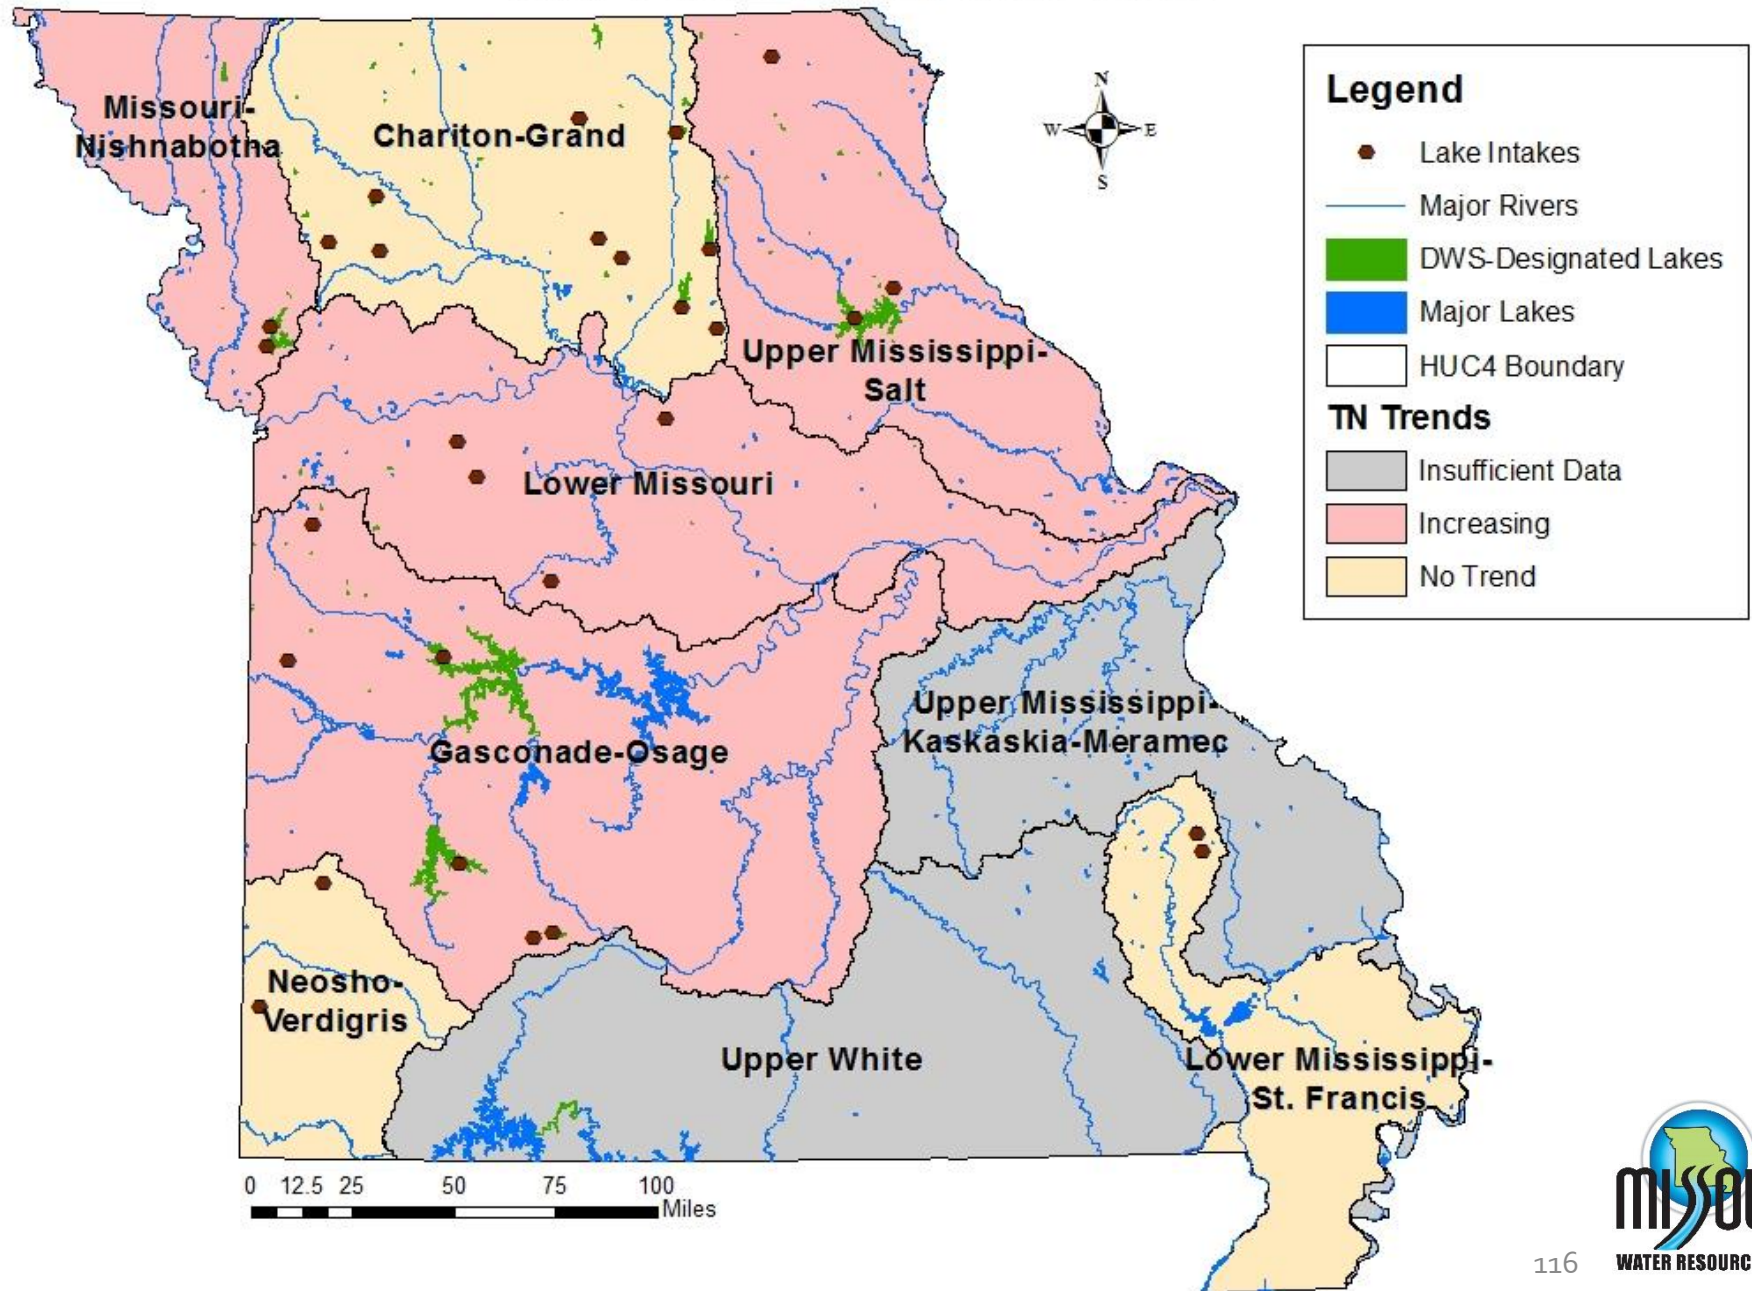 Missouri-
Nishnabotna
Chariton-Grand
N
W
E
S
Upper Mississippi-
Salt
Lower Missouri
Gasconade-Osage
Upper Mississippi-
Kaskaskia-Meramec
Neosho-
Verdigris
Upper White
Lower Mississippi-
St. Francis
0 12.5 25 50 75 100
Miles
Legend
Lake Intakes
Major Rivers
DWS-Designated Lakes
Major Lakes
HUC4 Boundary
TN Trends
Insufficient Data
Increasing
No Trend
116
MISSOU
WATER RESOURC